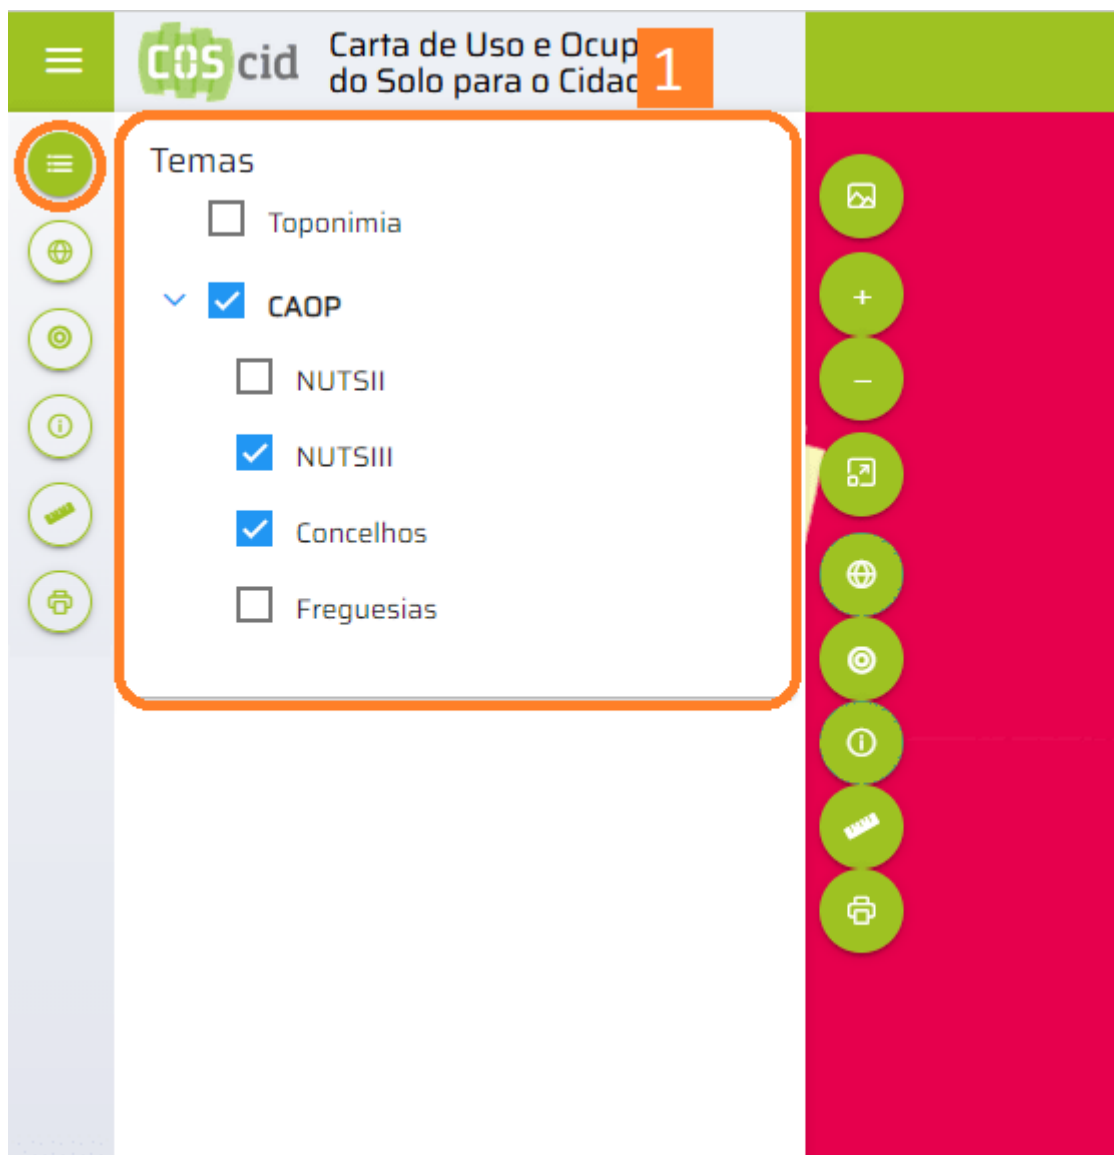 COS cid
Carta de Uso e Ocup
do Solo para o Cidad
1
Temas
Toponimia
CAOP
NUTSII
NUTSIII
Concelhos
Freguesias